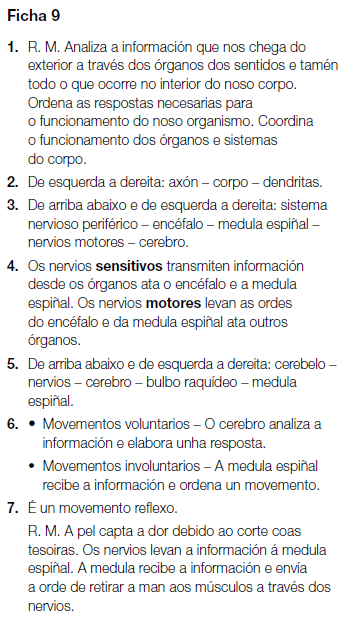 Ficha 9
1. R. M. Analiza a información que nos chega do
exterior a través dos órganos dos sentidos e tamén
todo o que ocorre no interior do noso corpo.
Ordena as respostas necesarias para
o funcionamento do noso organismo. Coordina
o funcionamento dos órganos e sistemas
do corpo.
2. De esquerda a dereita: axón – corpo – dendritas.
3. De arriba abaixo e de esquerda a dereita: sistema
nervioso periférico – encéfalo – medula espiñal –
nervios motores – cerebro.
4. Os nervios sensitivos transmiten información
desde os órganos ata o encéfalo e a medula
espiñal. Os nervios motores levan as ordes
do encéfalo e da medula espiñal ata outros
órganos.
5. De arriba abaixo e de esquerda a dereita: cerebelo –
nervios – cerebro – bulbo raquídeo – medula
espiñal.
6. • Movementos voluntarios – O cerebro analiza a
información e elabora unha resposta.
• Movementos involuntarios – A medula espiñal
recibe a información e ordena un movemento.
7. É un movemento reflexo.
R. M. A pel capta a dor debido ao corte coas
tesoiras. Os nervios levan a información á medula
espiñal. A medula recibe a información e envía
a orde de retirar a man aos músculos a través dos
nervios.